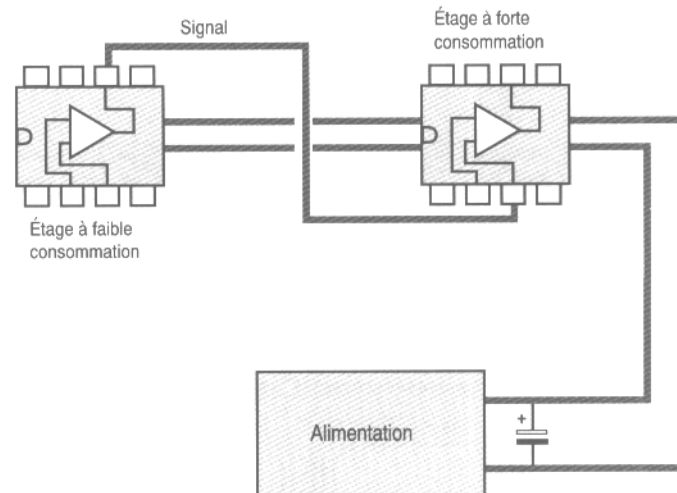 Signal
Étage à forte
consommation
Étage à faible
consommation
Alimentation
+